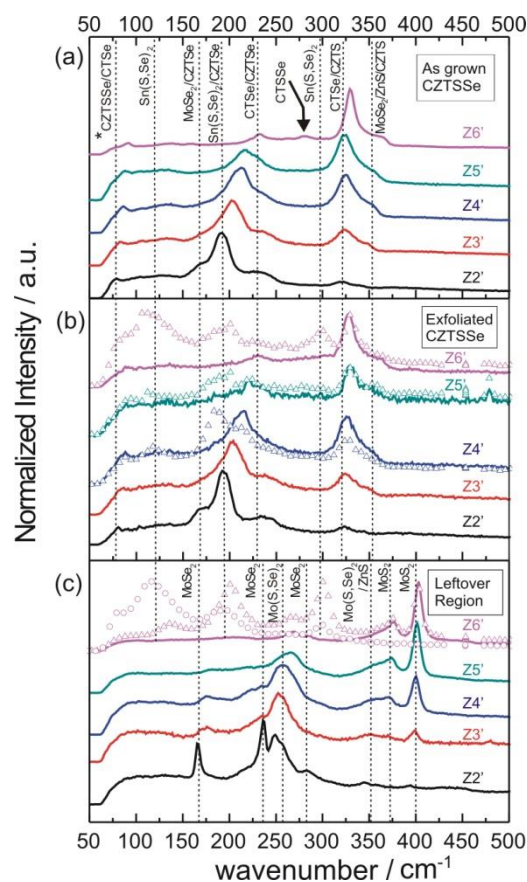 50 100 150 200 250 300 350 400 450 500
(a)
* CZTSSe/CTSe
Sn(S,Se)₂
MoSe₂/CZTSe
Sn(S,Se)₂/CZTSe
CTSe/CZTSe
CTSSe
Sn(S,Se)₂
CTSe/CZTS
MoSe₂/ZnS/CZTS
As grown
CZTSSe
Z6'
Z5'
Z4'
Z3'
Z2'
(b)
Exfoliated
CZTSSe
Z6'
Z5'
Z4'
Z3'
Z2'
Normalized Intensity / a.u.
(c)
MoSe₂
MoSe₂
Mo(S,Se)₂
MoSe₂
Mo(S,Se)₂
/ZnS
MoS₂
MoS₂
Leftover
Region
Z6'
Z5'
Z4'
Z3'
Z2'
50 100 150 200 250 300 350 400 450 500
wavenumber / cm⁻¹